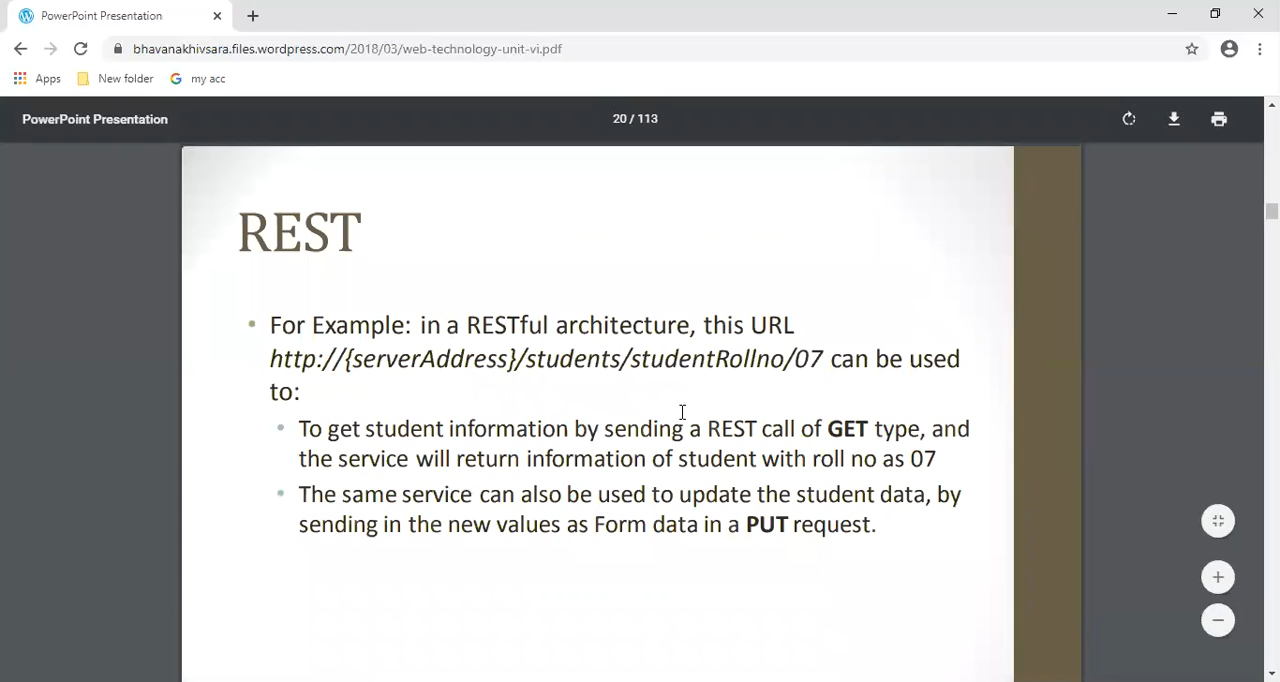 PowerPoint Presentation
bhavanakhivsara.files.wordpress.com/2018/03/web-technology-unit-vi.pdf
Apps New folder my acc
PowerPoint Presentation 20 / 113
REST
• For Example: in a RESTful architecture, this URL
http://{serverAddress}/students/studentRollno/07 can be used
to:
• To get student information by sending a REST call of GET type, and
the service will return information of student with roll no as 07
• The same service can also be used to update the student data, by
sending in the new values as Form data in a PUT request.